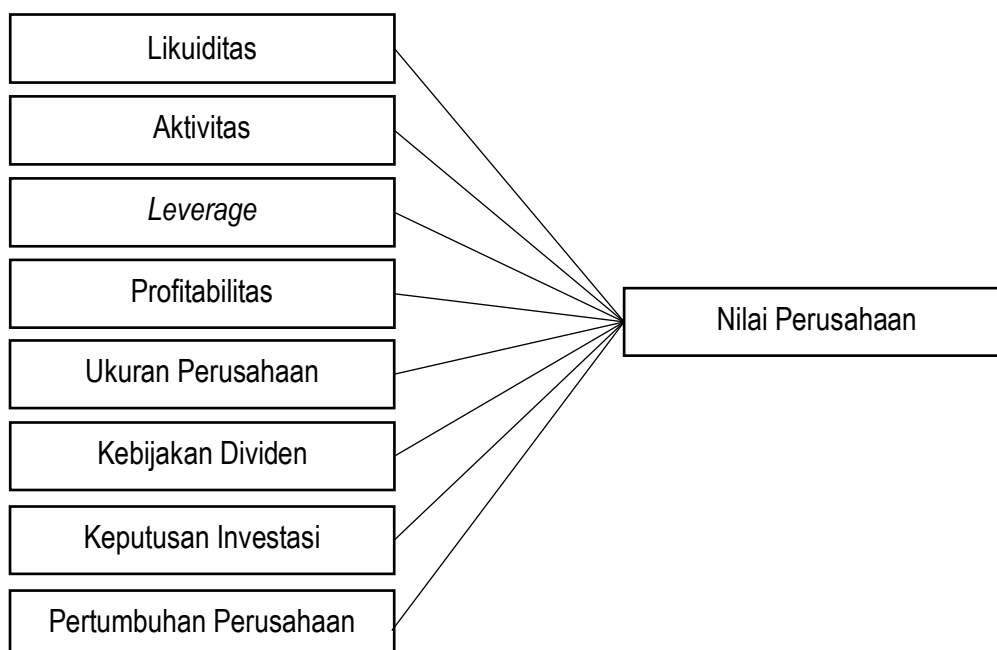 Likuiditas
Aktivitas
Leverage
Profitabilitas
Nilai Perusahaan
Ukuran Perusahaan
Kebijakan Dividen
Keputusan Investasi
Pertumbuhan Perusahaan